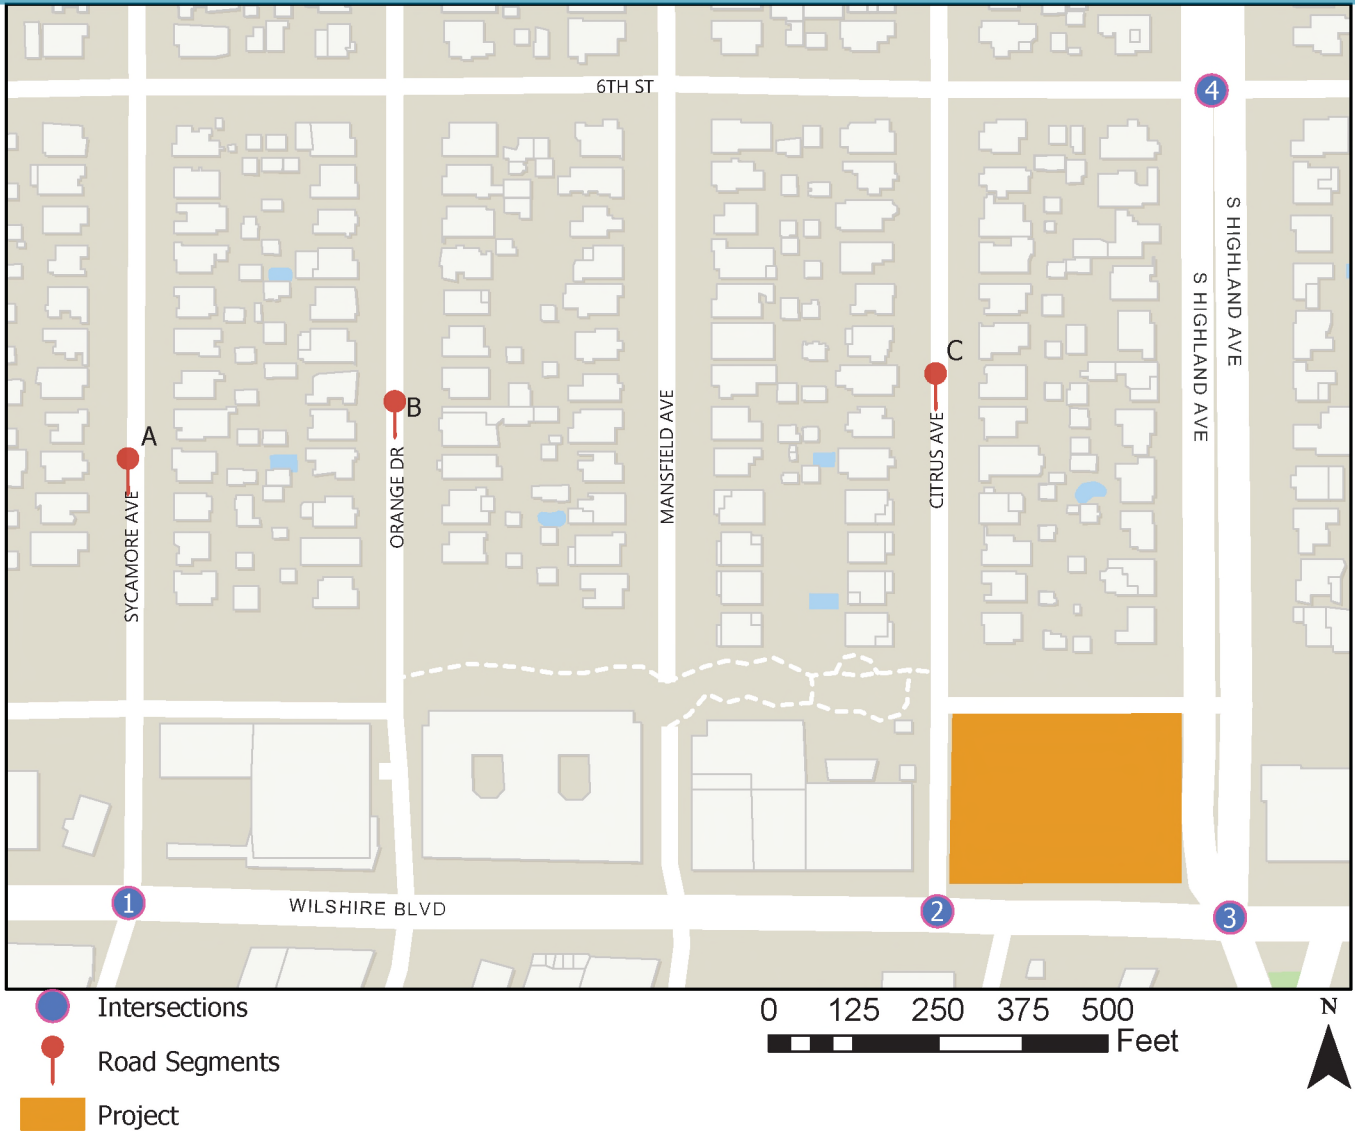 6TH ST
4
S HIGHLAND AVE
S HIGHLAND AVE
C
B
A
MANSFIELD AVE
CITRUS AVE
ORANGE DR
SYCAMORE AVE
1
WILSHIRE BLVD
2
3
Intersections
Road Segments
Project
0 125 250 375 500
Feet
N